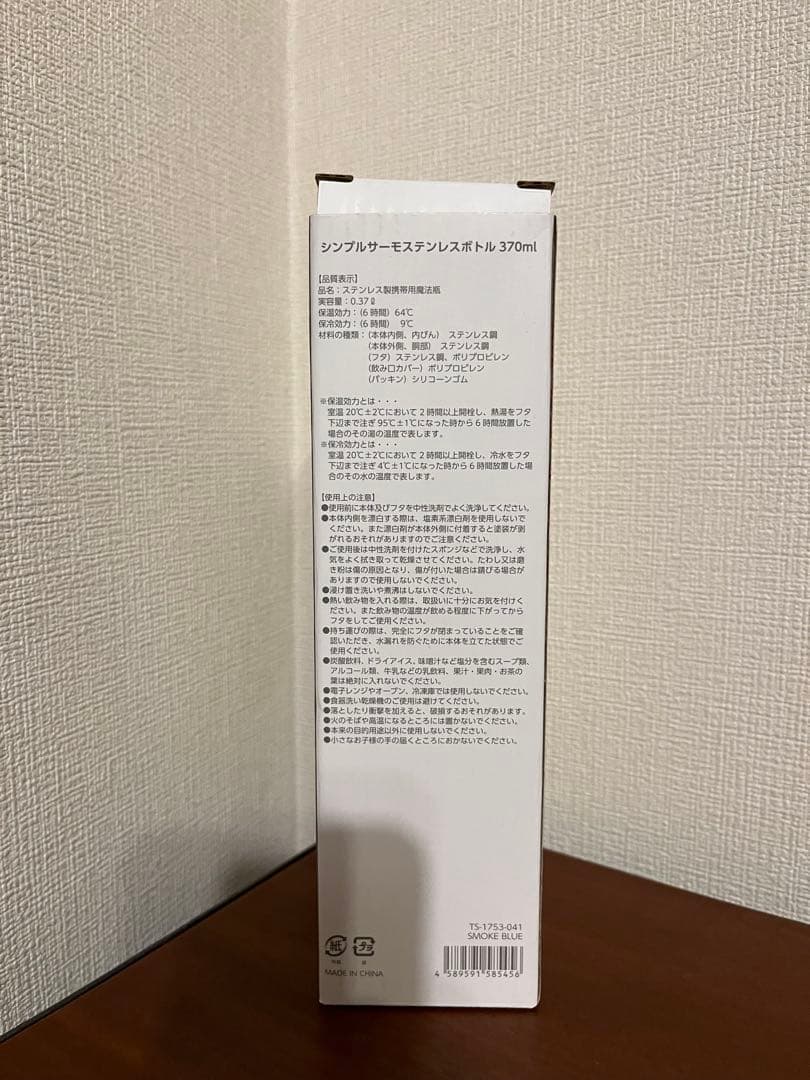 シンプルサーモステンレスボトル 370ml
【品質表示】
品名：ステンレス製携帯用魔法瓶
実容量：0.37ℓ
保温効力：（6 時間）64℃
保冷効力：（6 時間） 9℃
材料の種類：（本体内側、内びん） ステンレス鋼
（本体外側、胴部） ステンレス鋼
（フタ）ステンレス鋼、ポリプロピレン
（飲み口カバー）ポリプロピレン
（パッキン）シリコーンゴム
※保温効力とは・・・
室温 20℃±2℃において 2 時間以上開栓し、熱湯をフタ
下辺まで注ぎ 95℃±1℃になった時から 6 時間放置した
場合のその湯の温度で表します。
※保冷効力とは・・・
室温 20℃±2℃において 2 時間以上開栓し、冷水をフタ
下辺まで注ぎ 4℃±1℃になった時から 6 時間放置した場
合のその水の温度で表します。
【使用上の注意】
●使用前に本体及びフタを中性洗剤でよく洗浄してください。
●本体内側を漂白する際は、塩素系漂白剤を使用しないで
ください。また漂白剤が本体外側に付着すると塗装が剥
がれるおそれがありますのでご注意ください。
●ご使用後は中性洗剤を付けたスポンジなどで洗浄し、水
気をよく拭き取って乾燥させてください。たわし又は磨
き粉は傷の原因となり、傷が付いた場合は錆びる場合が
ありますので使用しないでください。
●浸け置き洗いや煮沸はしないでください。
●熱い飲み物を入れる際は、取扱いに十分にお気を付けく
ださい。また飲み物の温度が飲める程度に下がってから
フタをしてご使用ください。
●持ち運びの際は、完全にフタが閉まっていることをご確
認いただき、水漏れを防ぐために本体を立てた状態でご
使用ください。
●炭酸飲料、ドライアイス、味噌汁など塩分を含むスープ類、
アルコール類、牛乳などの乳飲料、果汁・果肉・お茶の
葉は絶対に入れないでください。
●電子レンジやオーブン、冷凍庫では使用しないでください。
●食器洗い乾燥機のご使用は避けてください。
●落としたり衝撃を加えると、破損するおそれがあります。
●火のそばや高温になるところには置かないでください。
●本来の目的用途以外に使用しないでください。
●小さなお子様の手の届くところにおかないでください。
TS-1753-041
SMOKE BLUE
紙
プラ
MADE IN CHINA
4 589591 585456